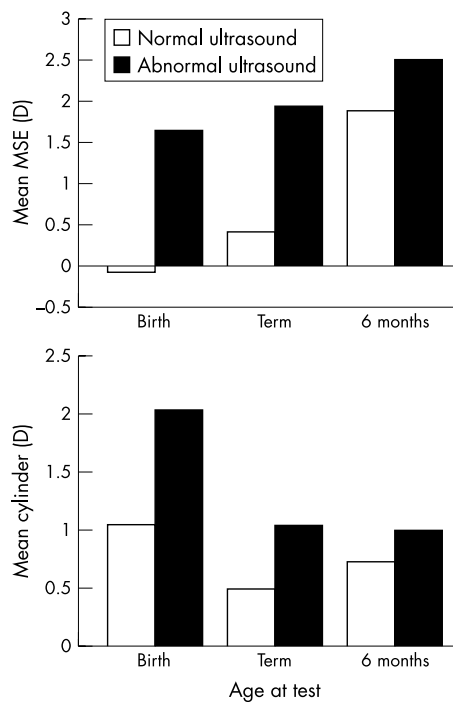 3
2.5
2
1.5
1
0.5
0
–0.5
Mean MSE (D)
Normal ultrasound
Abnormal ultrasound
Birth Term 6 months
2.5
2
1.5
1
0.5
0
Mean cylinder (D)
Birth Term 6 months
Age at test